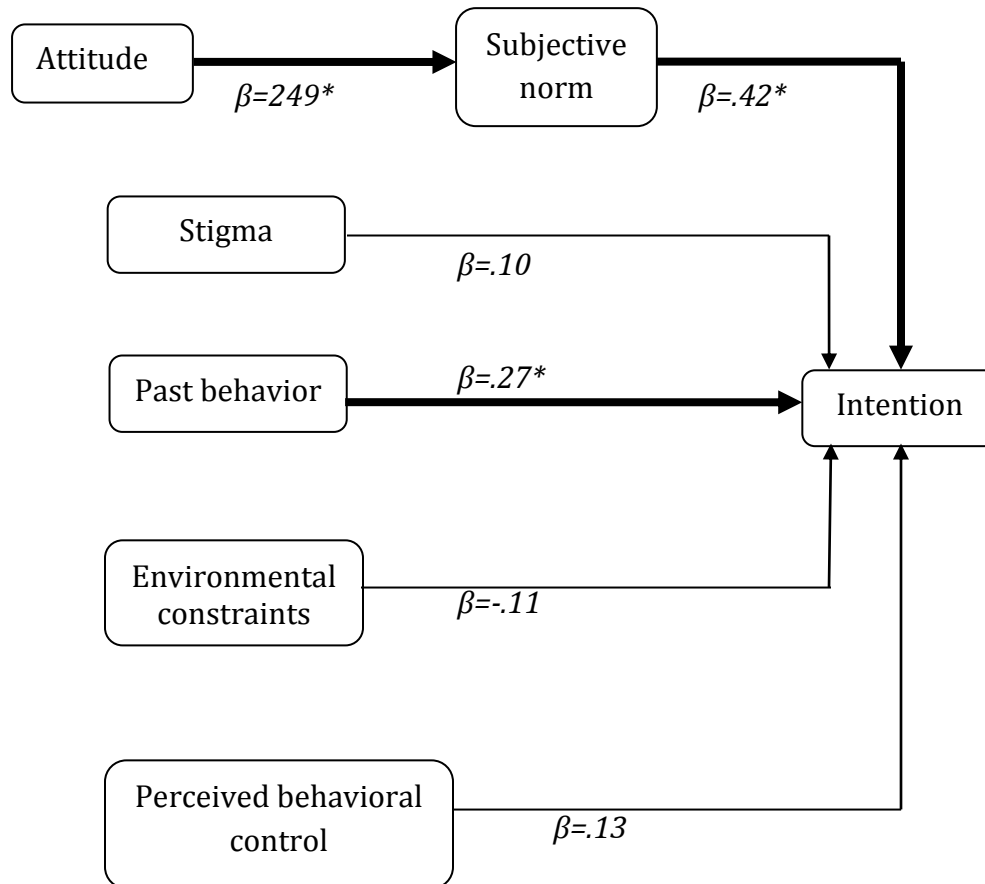 Attitude
β=249*
Subjective
norm
β=.42*
Stigma
β=.10
Past behavior
β=.27*
Intention
Environmental
constraints
β=-.11
Perceived behavioral
control
β=.13